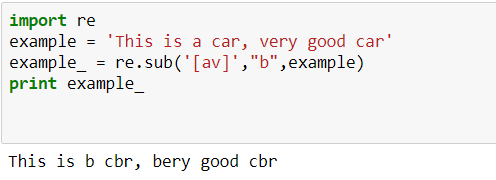 import re
example = 'This is a car, very good car'
example_ = re.sub('[av]',"b",example)
print example_
This is b cbr, bery good cbr